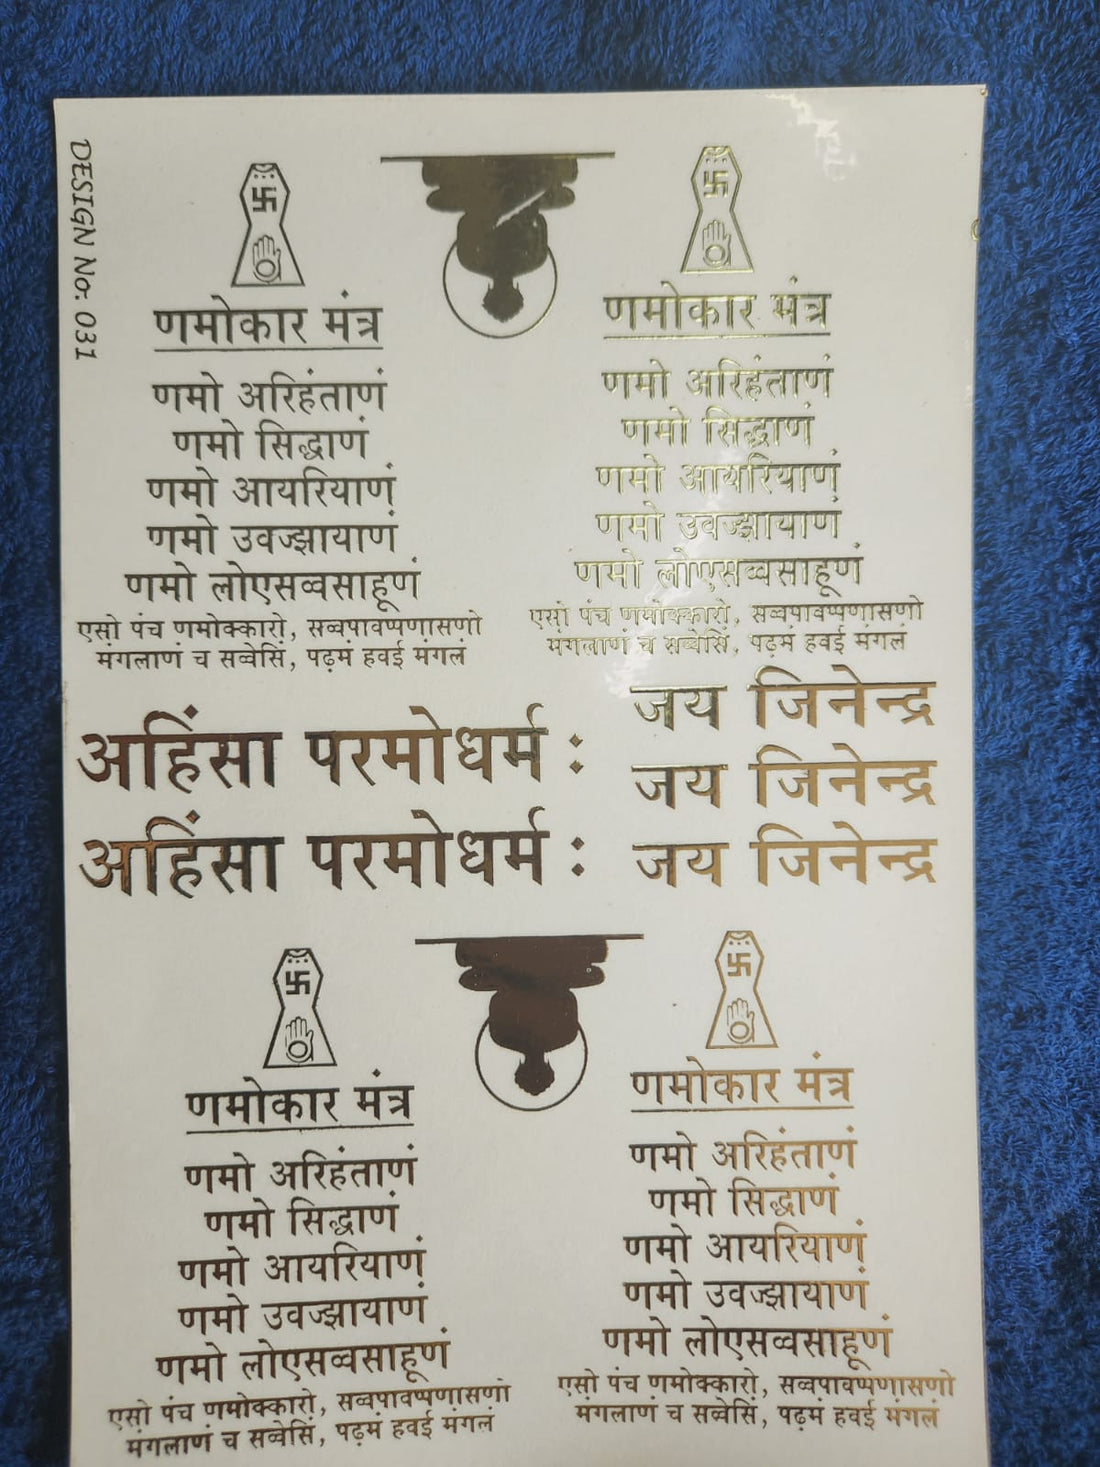 DESIGN No. 031
णमोकार मंत्र
णमो अरिहंताणं
णमो सिद्धाणं
णमो आयरियाणं
णमो उवज्झायाणं
णमो लोएसव्वसाहूणं
एसो पंच णमोक्कारो, सव्वपावप्पणासणो
मंगलाणं च सव्वेसिं, पढ़मं हवई मंगलं
णमोकार मंत्र
णमो अरिहंताणं
णमो सिद्धाणं
णमो आयरियाणं
णमो उवज्झायाणं
णमो लोएसव्वसाहूणं
एसो पंच णमोक्कारो, सव्वपावप्पणासणो
मंगलाणं च सव्वेसिं, पढ़मं हवई मंगलं
अहिंसा परमोधर्म :
अहिंसा परमोधर्म :
जय जिनेन्द्र
जय जिनेन्द्र
जय जिनेन्द्र
णमोकार मंत्र
णमो अरिहंताणं
णमो सिद्धाणं
णमो आयरियाणं
णमो उवज्झायाणं
णमो लोएसव्वसाहूणं
एसो पंच णमोक्कारो, सव्वपावप्पणासणो
मंगलाणं च सव्वेसिं, पढ़मं हवई मंगलं
णमोकार मंत्र
णमो अरिहंताणं
णमो सिद्धाणं
णमो आयरियाणं
णमो उवज्झायाणं
णमो लोएसव्वसाहूणं
एसो पंच णमोक्कारो, सव्वपावप्पणासणो
मंगलाणं च सव्वेसिं, पढ़मं हवई मंगलं